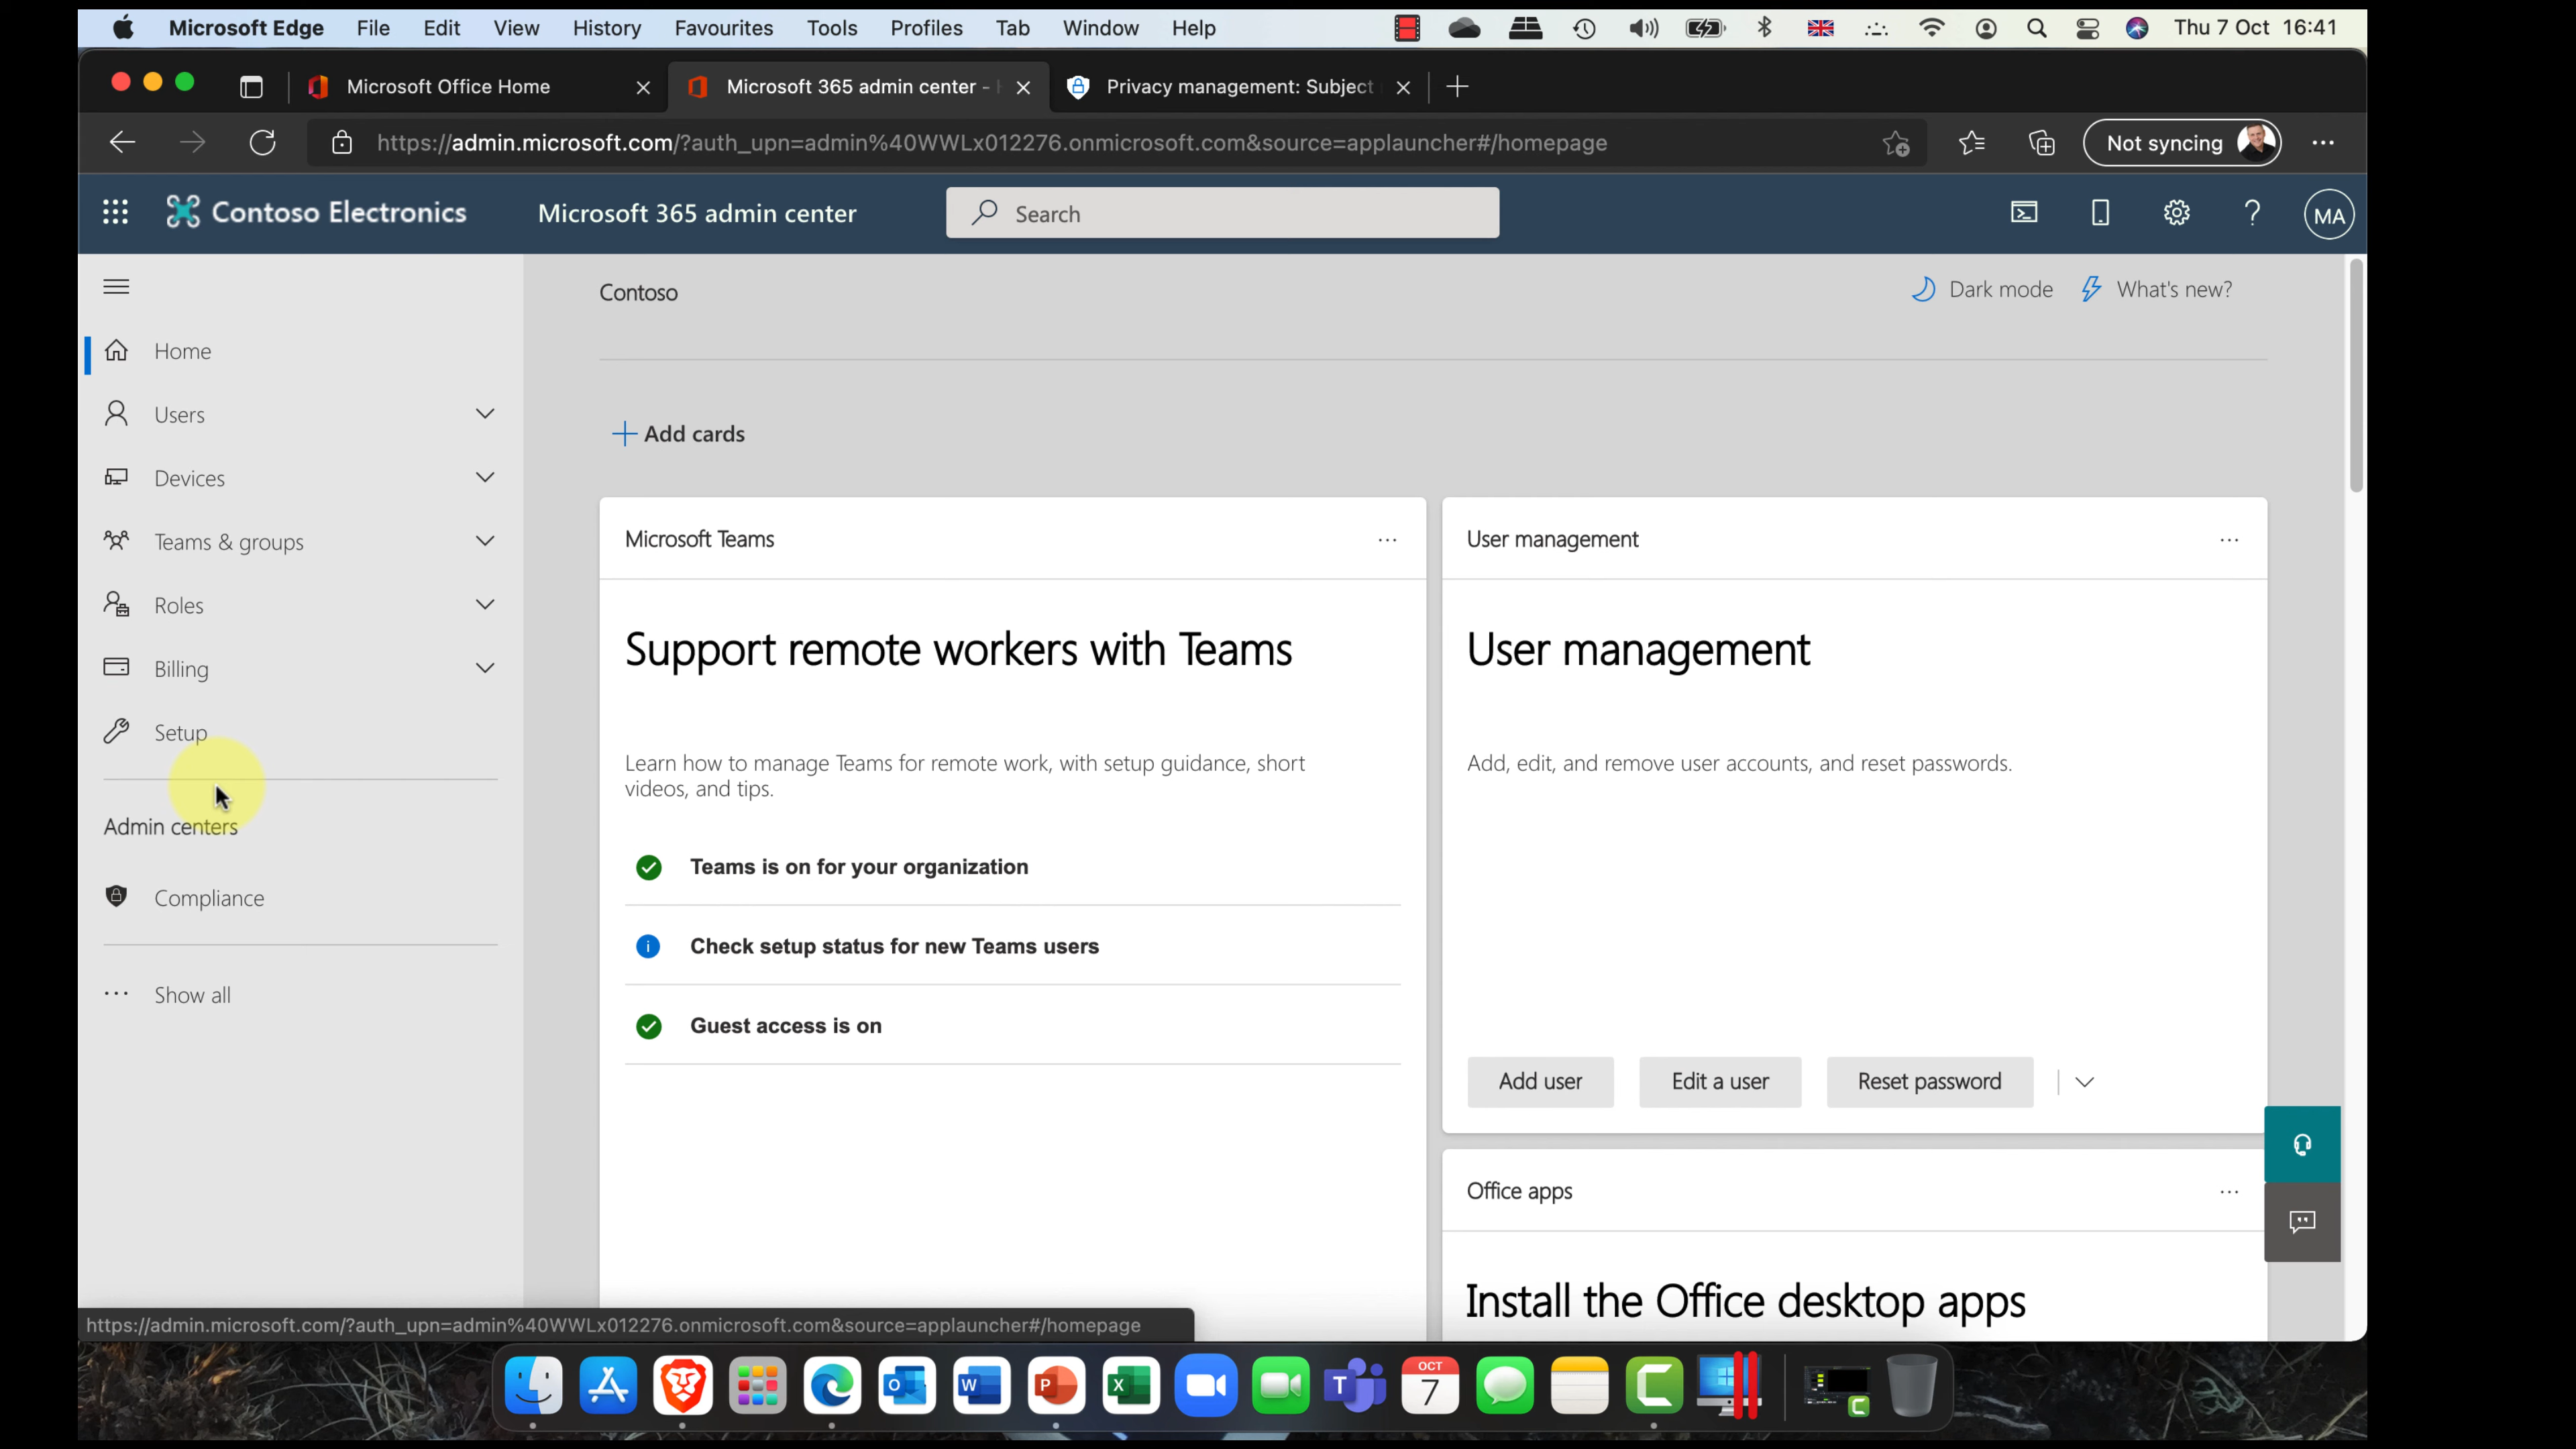 Microsoft Edge File Edit View History Favourites Tools Profiles Tab Window Help Thu 7 Oct 16:41
Microsoft Office Home Microsoft 365 admin center - Privacy management: Subject
https://admin.microsoft.com/?auth_upn=admin%40WWLx012276.onmicrosoft.com&source=applauncher#/homepage Not syncing
Contoso Electronics Microsoft 365 admin center Search MA
Contoso Dark mode What's new?
Home
Users
Devices
Teams & groups
Roles
Billing
Setup
Admin centers
Compliance
Show all
Add cards
Microsoft Teams
Support remote workers with Teams
Learn how to manage Teams for remote work, with setup guidance, short
videos, and tips.
Teams is on for your organization
Check setup status for new Teams users
Guest access is on
User management
User management
Add, edit, and remove user accounts, and reset passwords.
Add user Edit a user Reset password
Office apps
Install the Office desktop apps
https://admin.microsoft.com/?auth_upn=admin%40WWLx012276.onmicrosoft.com&source=applauncher#/homepage
O W P X T OCT
7 C